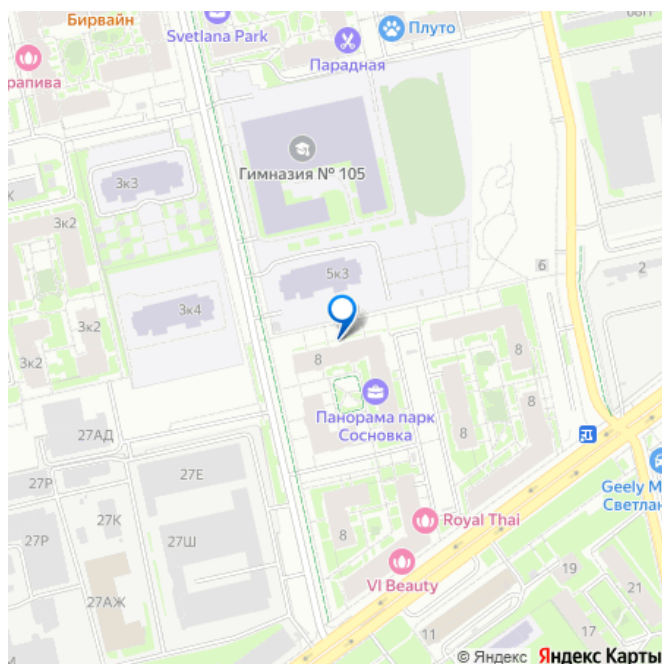 Бирвайн
Svetlana Park
Плуто
Парадная
рапива
Гимназия № 105
3к3
3к2
5к3
6
2
3к4
3к2
3к2
8
8
8
Панорама парк
Сосновка
8
8
27АД
27Е
27Р
27К
Geely M
Светлан
Royal Thai
27Р
27Ш
8
VI Beauty
19
27АЖ
21
11
17
© Яндекс Яндекс Карты